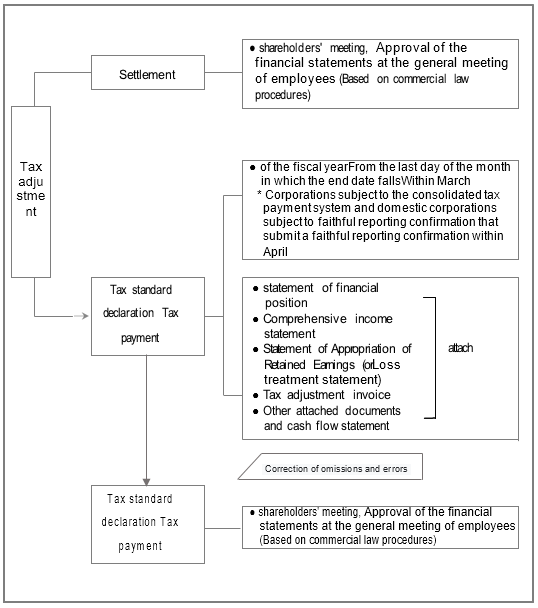 ● shareholders' meeting, Approval of the
financial statements at the general meeting
of employees (Based on commercial law
procedures)
Settlement
Tax
adju
stme
nt
● of the fiscal yearFrom the last day of the month
in which the end date fallsWithin March
* Corporations subject to the consolidated tax
payment system and domestic corporations
subject to faithful reporting confirmation that
submit a faithful reporting confirmation within
April
Tax standard
declaration Tax
payment
● statement of financial
position
● Comprehensive income
statement
● Statement of Appropriation of
Retained Earnings (orLoss
treatment statement)
● Tax adjustment invoice
● Other attached documents
and cash flow statement
attach
Correction of omissions and errors
Tax standard
declaration Tax
payment
● shareholders' meeting, Approval of the financial
statements at the general meeting of employees
(Based on commercial law procedures)